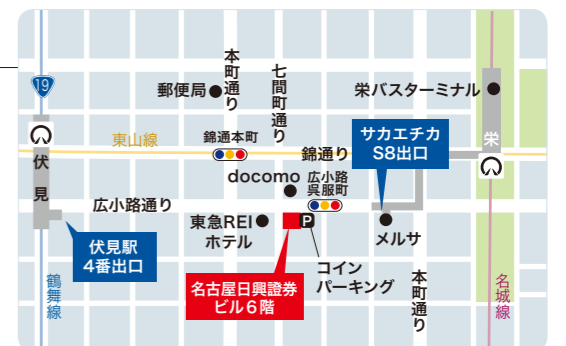 19
本町通り
七間町通り
郵便局
栄バスターミナル
東山線
錦通本町
錦通り
サカエチカ
S8出口
栄
伏見
docomo
広小路
呉服町
広小路通り
東急REI
ホテル
P
メルサ
伏見駅
4番出口
名古屋日興證券
ビル6階
コイン
パーキング
本町通り
鶴舞線
名城線